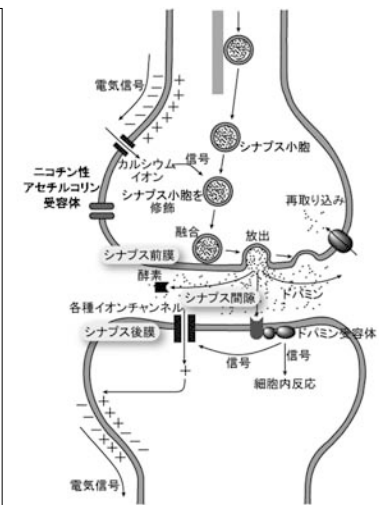 電気信号
カルシウム
イオン
信号
シナプス小胞
ニコチン性
アセチルコリン
受容体
シナプス小胞を
修飾
再取り込み
融合
放出
シナプス前膜
酵素
シナプス間隙
ドパミン
各種イオンチャンネル
シナプス後膜
ドパミン受容体
信号
信号
細胞内反応
電気信号